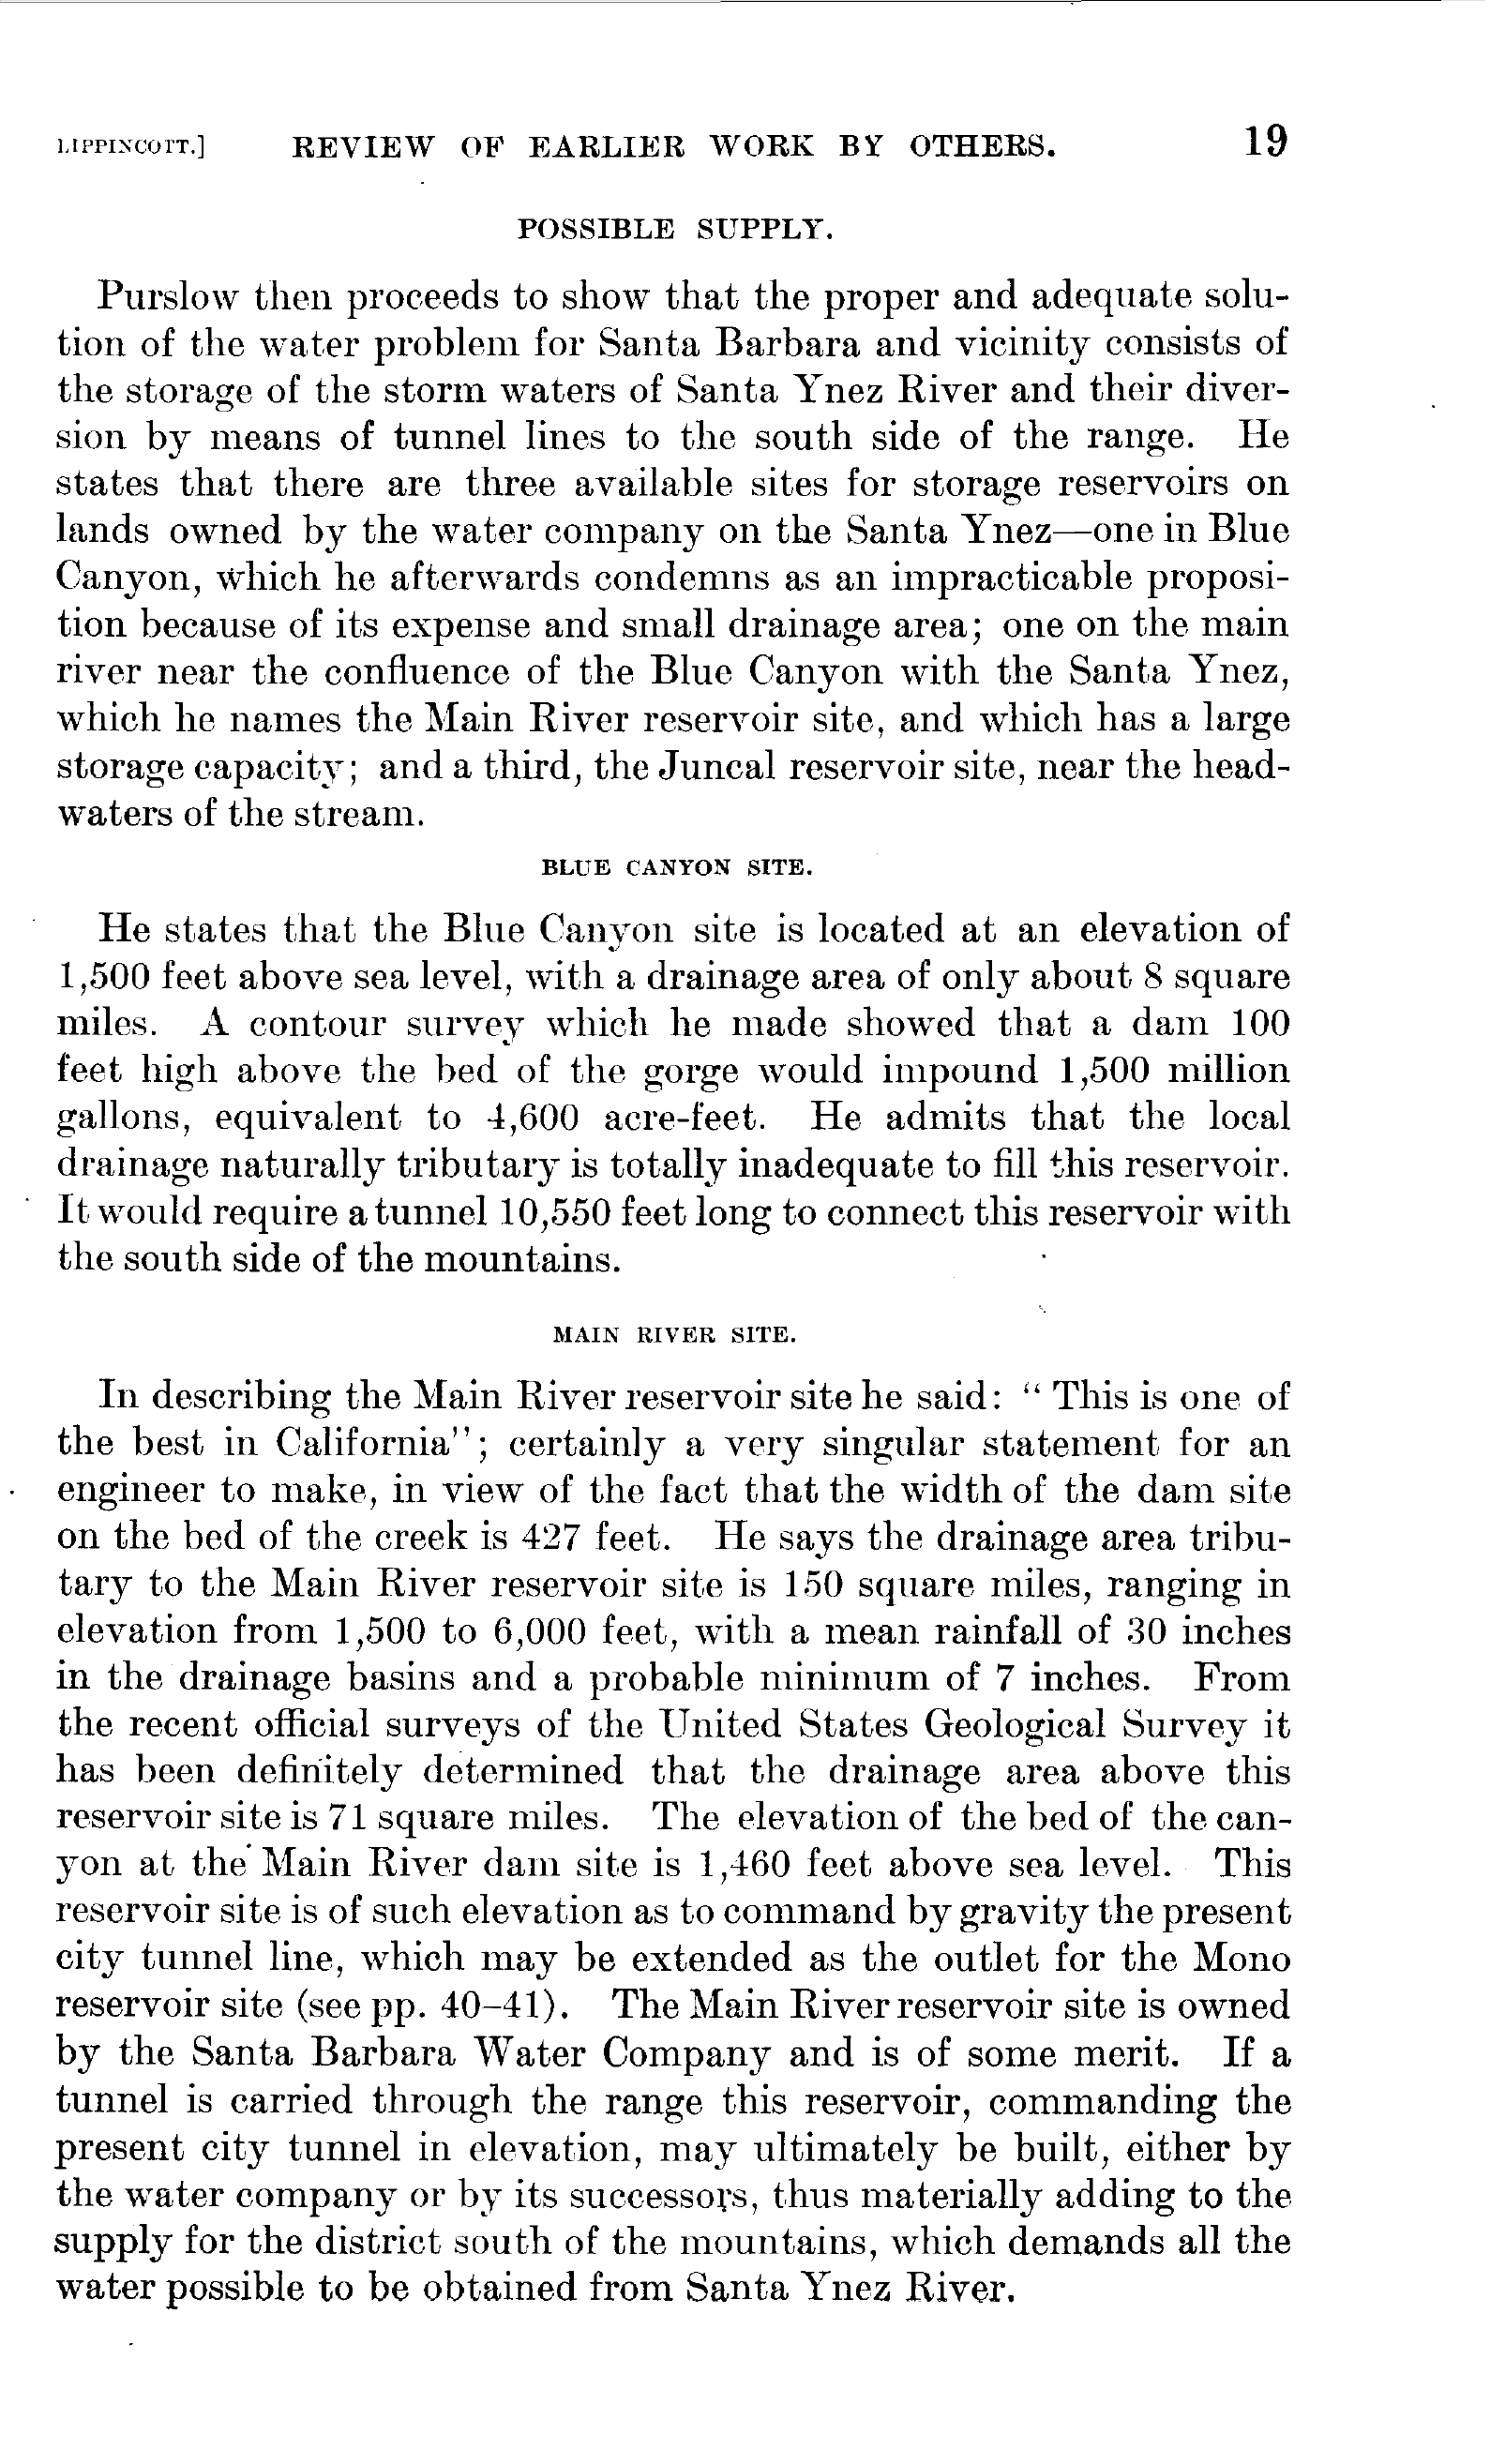 LIPPINCOTT.] REVIEW OF EARLIER WORK BY OTHERS. 19
POSSIBLE SUPPLY.
Purslow then proceeds to show that the proper and adequate solu-
tion of the water problem for Santa Barbara and vicinity consists of
the storage of the storm waters of Santa Ynez River and their diver-
sion by means of tunnel lines to the south side of the range. He
states that there are three available sites for storage reservoirs on
lands owned by the water company on the Santa Ynez—one in Blue
Canyon, which he afterwards condemns as an impracticable proposi-
tion because of its expense and small drainage area; one on the main
river near the confluence of the Blue Canyon with the Santa Ynez,
which he names the Main River reservoir site, and which has a large
storage capacity; and a third, the Juncal reservoir site, near the head-
waters of the stream.
BLUE CANYON SITE.
He states that the Blue Canyon site is located at an elevation of
1,500 feet above sea level, with a drainage area of only about 8 square
miles. A contour survey which he made showed that a dam 100
feet high above the bed of the gorge would impound 1,500 million
gallons, equivalent to 4,600 acre-feet. He admits that the local
drainage naturally tributary is totally inadequate to fill this reservoir.
It would require a tunnel 10,550 feet long to connect this reservoir with
the south side of the mountains.
MAIN RIVER SITE.
In describing the Main River reservoir site he said: “ This is one of
the best in California”; certainly a very singular statement for an
engineer to make, in view of the fact that the width of the dam site
on the bed of the creek is 427 feet. He says the drainage area tribu-
tary to the Main River reservoir site is 150 square miles, ranging in
elevation from 1,500 to 6,000 feet, with a mean rainfall of 30 inches
in the drainage basins and a probable minimum of 7 inches. From
the recent official surveys of the United States Geological Survey it
has been definitely determined that the drainage area above this
reservoir site is 71 square miles. The elevation of the bed of the can-
yon at the Main River dam site is 1,460 feet above sea level. This
reservoir site is of such elevation as to command by gravity the present
city tunnel line, which may be extended as the outlet for the Mono
reservoir site (see pp. 40–41). The Main River reservoir site is owned
by the Santa Barbara Water Company and is of some merit. If a
tunnel is carried through the range this reservoir, commanding the
present city tunnel in elevation, may ultimately be built, either by
the water company or by its successors, thus materially adding to the
supply for the district south of the mountains, which demands all the
water possible to be obtained from Santa Ynez River.